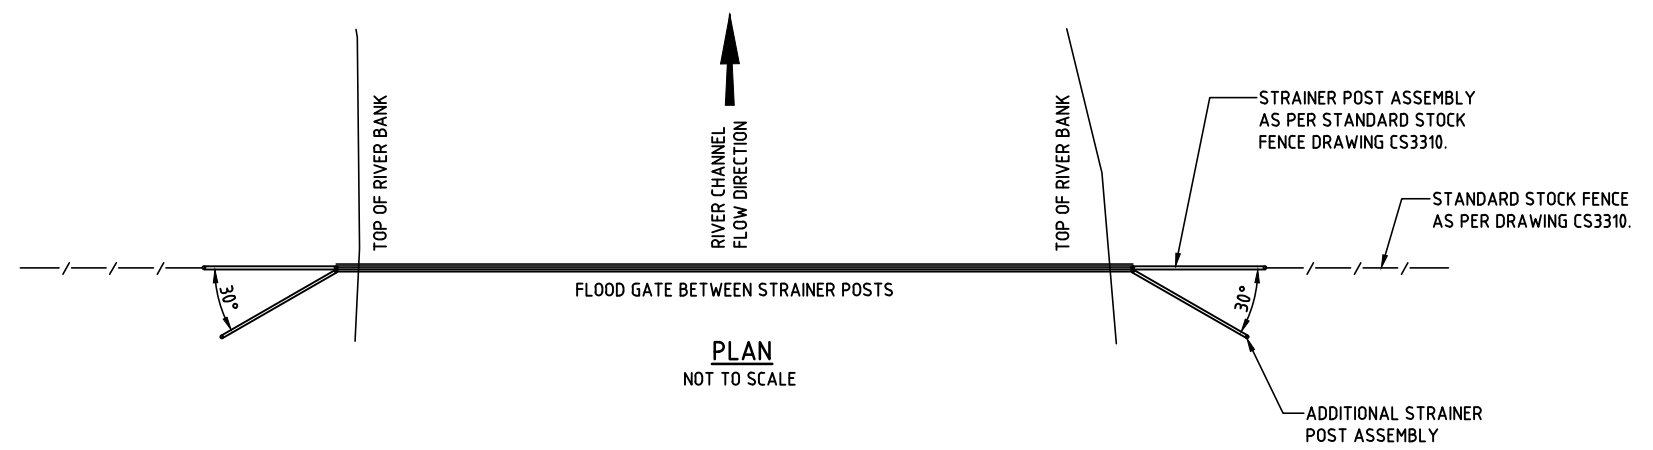 TOP OF RIVER BANK
RIVER CHANNEL
FLOW DIRECTION
TOP OF RIVER BANK
STRAINER POST ASSEMBLY
AS PER STANDARD STOCK
FENCE DRAWING CS3310.
STANDARD STOCK FENCE
AS PER DRAWING CS3310.
30°
FLOOD GATE BETWEEN STRAINER POSTS
30°
PLAN
NOT TO SCALE
ADDITIONAL STRAINER
POST ASSEMBLY